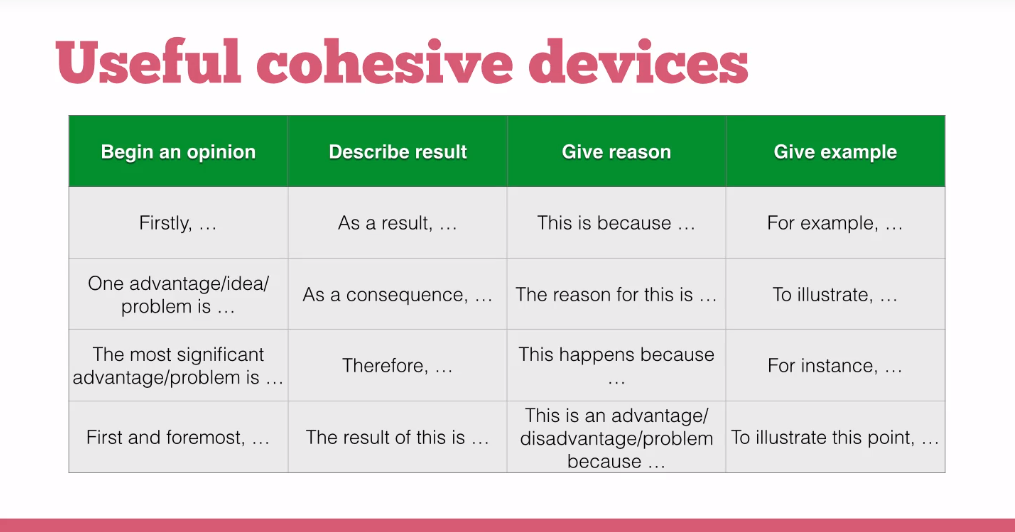 Useful cohesive devices
Begin an opinion
Describe result
Give reason
Give example
Firstly, …
As a result, …
This is because …
For example, …
One advantage/idea/
problem is …
As a consequence, …
The reason for this is …
To illustrate, …
The most significant
advantage/problem is …
Therefore, …
This happens because
…
For instance, …
First and foremost, …
The result of this is …
This is an advantage/
disadvantage/problem
because …
To illustrate this point, …